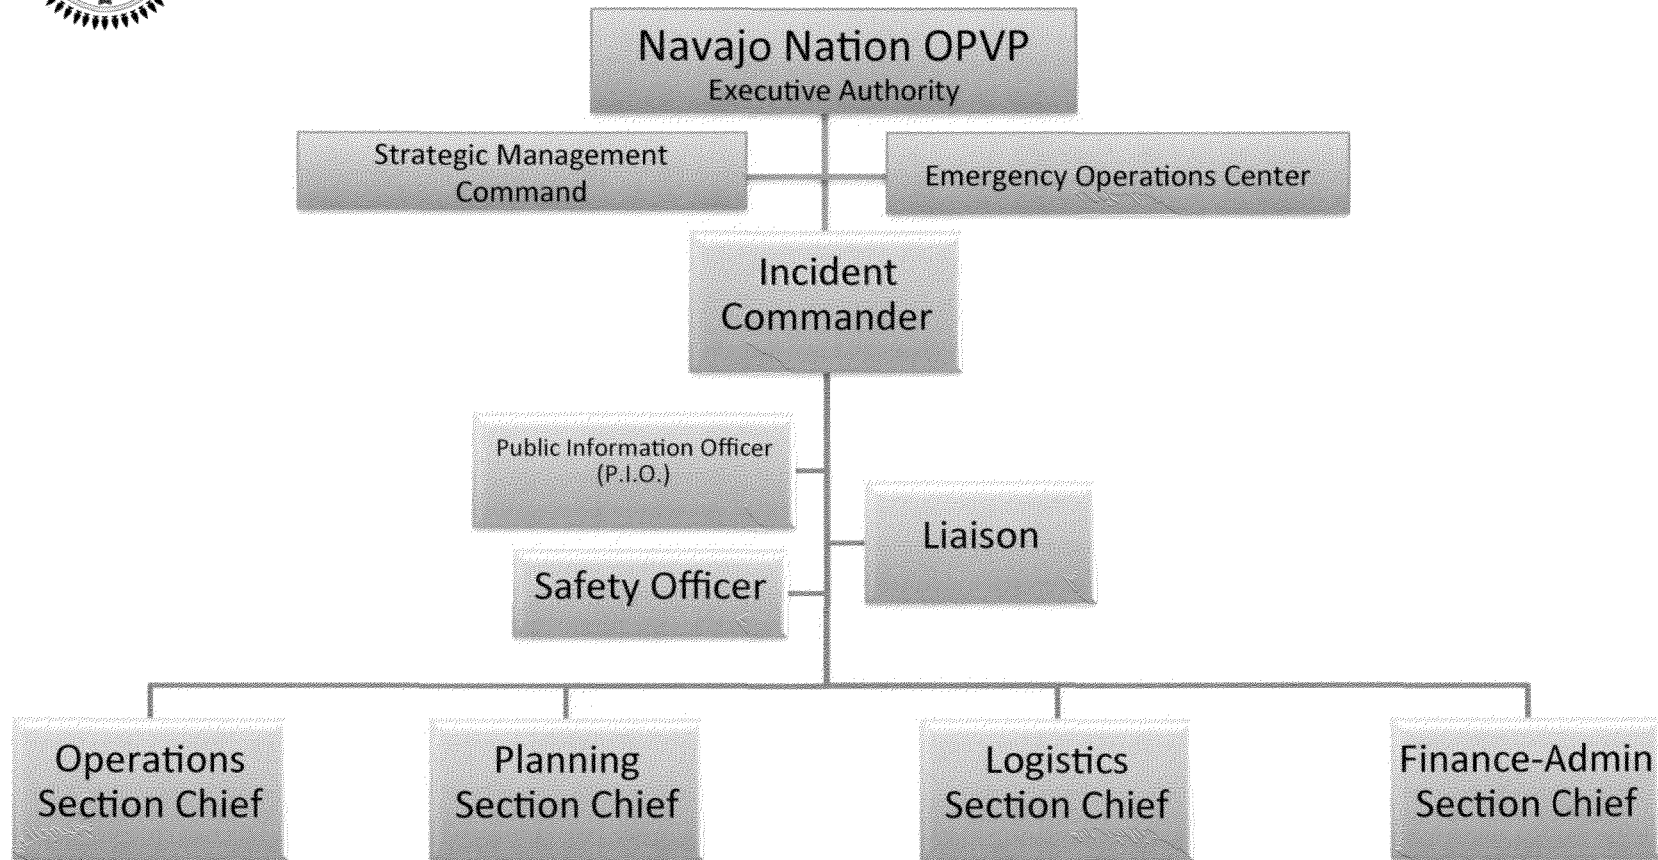 Navajo Nation OPVP
Executive Authority
Strategic Management
Command
Emergency Operations Center
Incident
Commander
Public Information Officer
(P.I.O.)
Liaison
Safety Officer
Operations
Section Chief
Planning
Section Chief
Logistics
Section Chief
Finance-Admin
Section Chief